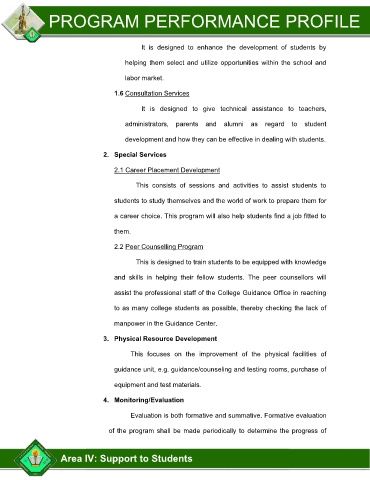 PROGRAM PERFORMANCE PROFILE
It is designed to enhance the development of students by
helping them select and utilize opportunities within the school and
labor market.
1.6 Consultation Services
It is designed to give technical assistance to teachers,
administrators, parents and alumni as regard to student
development and how they can be effective in dealing with students.
2. Special Services
2.1 Career Placement Development
This consists of sessions and activities to assist students to
students to study themselves and the world of work to prepare them for
a career choice. This program will also help students find a job fitted to
them.
2.2 Peer Counselling Program
This is designed to train students to be equipped with knowledge
and skills in helping their fellow students. The peer counsellors will
assist the professional staff of the College Guidance Office in reaching
to as many college students as possible, thereby checking the lack of
manpower in the Guidance Center.
3. Physical Resource Development
This focuses on the improvement of the physical facilities of
guidance unit, e.g. guidance/counseling and testing rooms, purchase of
equipment and test materials.
4. Monitoring/Evaluation
Evaluation is both formative and summative. Formative evaluation
of the program shall be made periodically to determine the progress of
Area IV: Support to Students